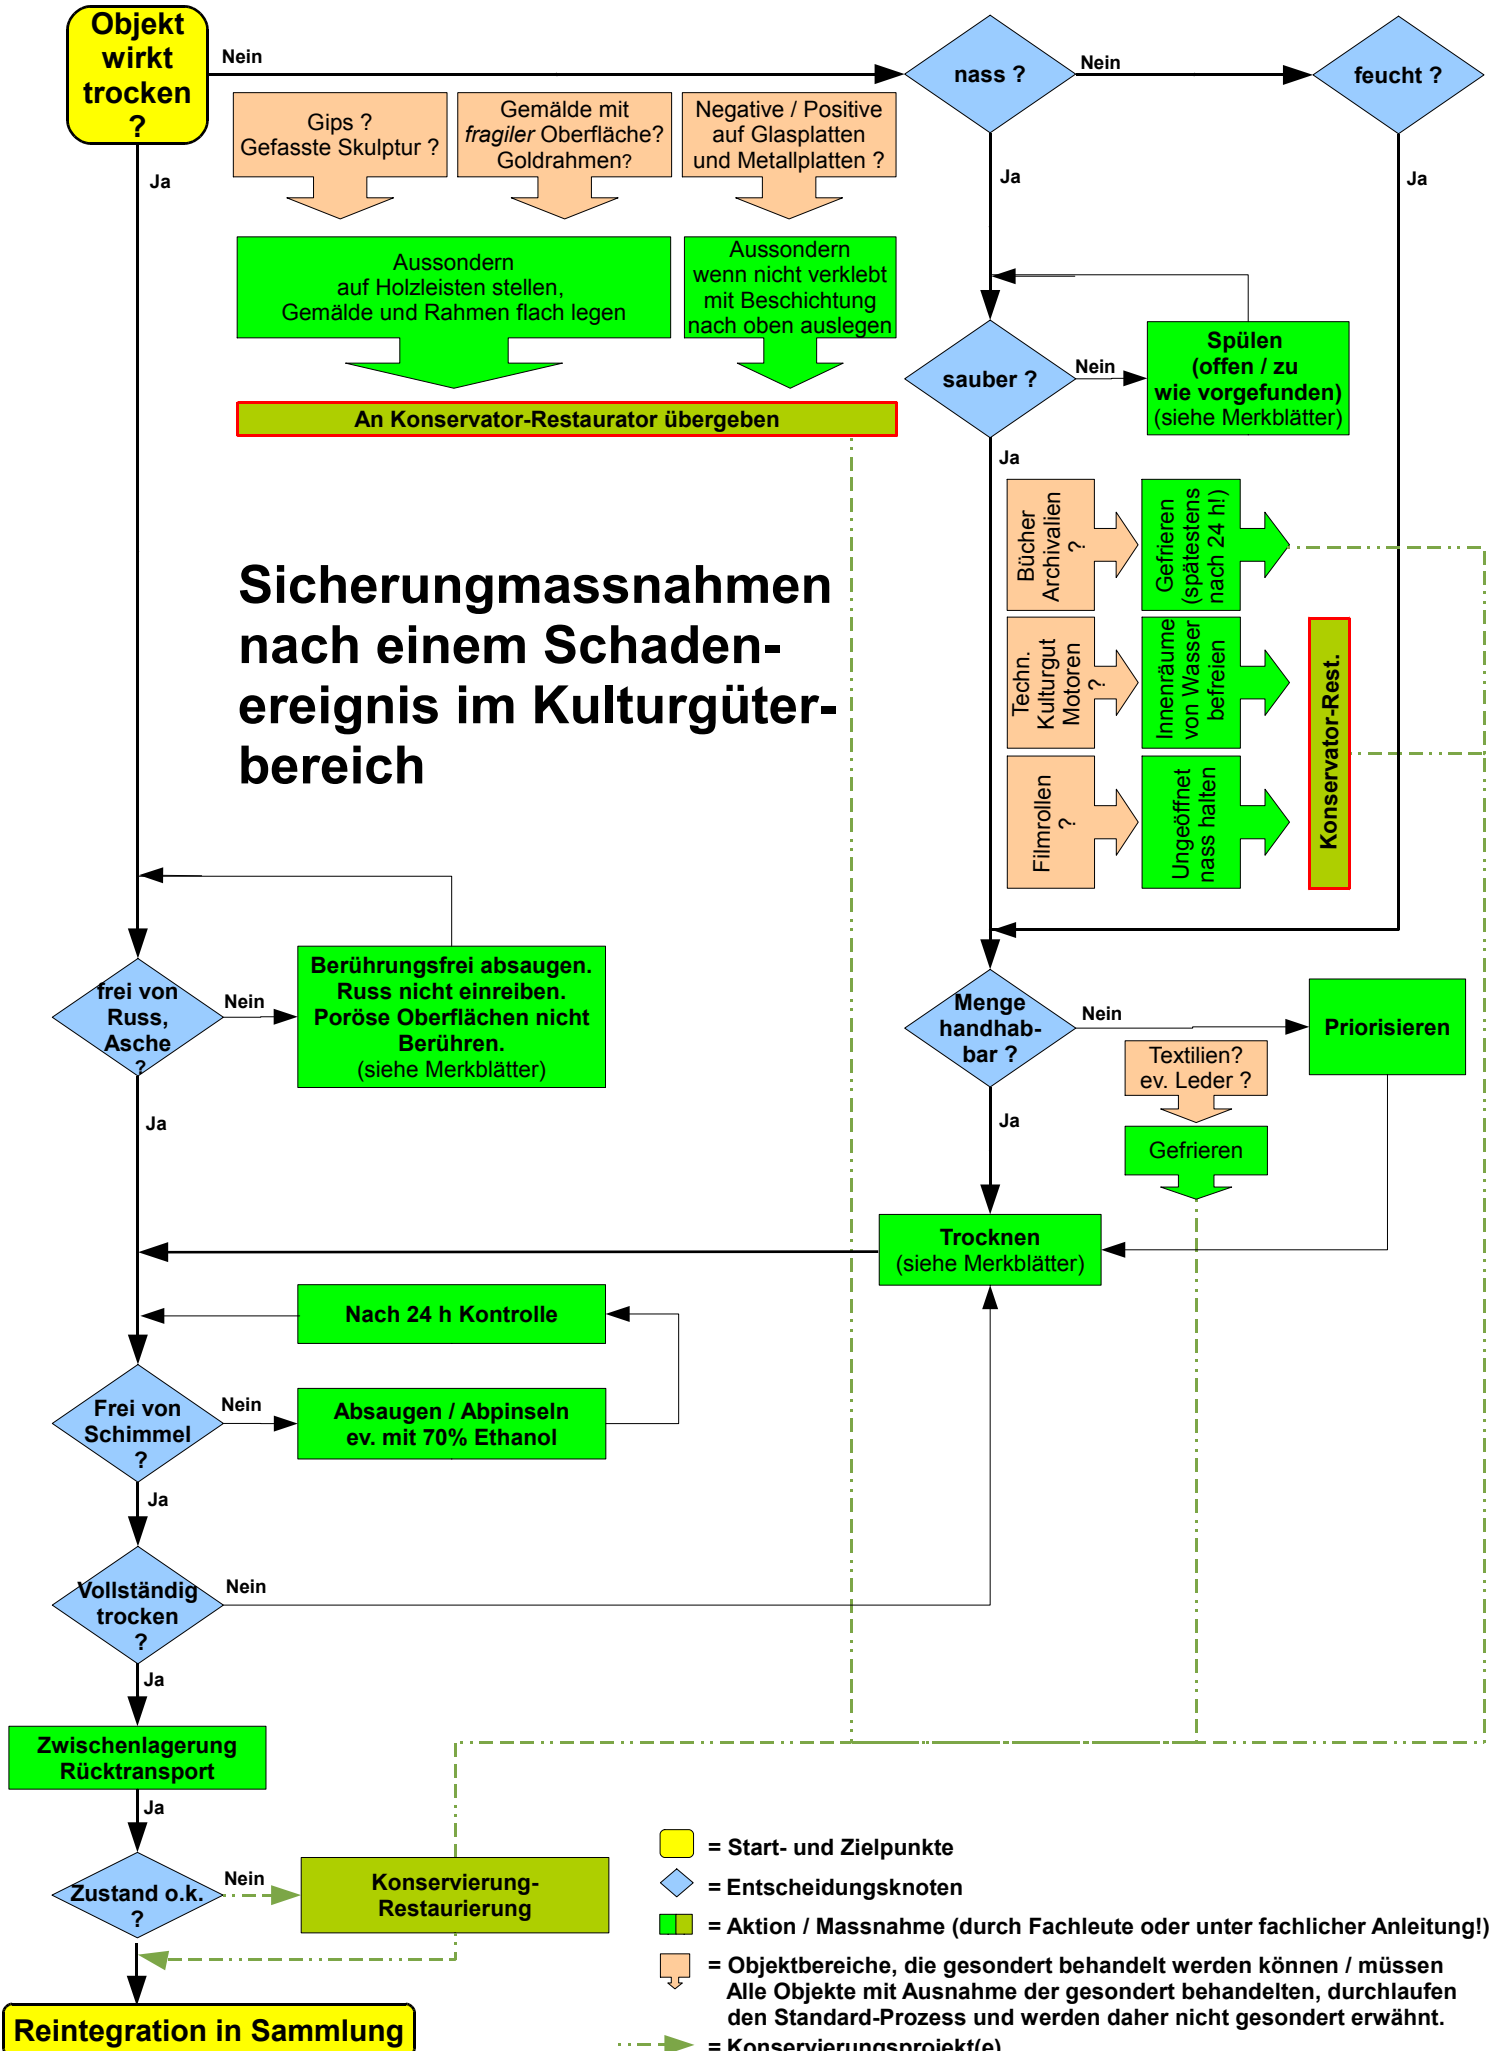 Objekt
wirkt
trocken
?
Nein
nass ?
Nein
feucht ?
Ja
Gips ?
Gefasste Skulptur ?
Gemälde mit
fragiler Oberfläche?
Goldrahmen?
Negative / Positive
auf Glasplatten
und Metallplatten ?
Ja
Ja
Aussondern
auf Holzleisten stellen,
Gemälde und Rahmen flach legen
Aussondern
wenn nicht verklebt
mit Beschichtung
nach oben auslegen
An Konservator-Restaurator übergeben
sauber ?
Nein
Spülen
(offen / zu
wie vorgefunden)
(siehe Merkblätter)
Ja
Bücher
Archivalien
?
Gefrieren
(spätestens
nach 24 h!)
Techn.
Kulturgut
Motoren
?
Innenräume
von Wasser
befreien
Filmrollen
?
Ungeöffnet
nass halten
Konservator-Rest.
Sicherungmassnahmen
nach einem Schaden-
ereignis im Kulturgüter-
bereich
frei von
Russ,
Asche
?
Nein
Berührungsfrei absaugen.
Russ nicht einreiben.
Poröse Oberflächen nicht
Berühren.
(siehe Merkblätter)
Menge
handhab-
bar ?
Nein
Priorisieren
Textilien?
ev. Leder ?
Gefrieren
Ja
Ja
Trocknen
(siehe Merkblätter)
Nach 24 h Kontrolle
Frei von
Schimmel
?
Nein
Absaugen / Abpinseln
ev. mit 70% Ethanol
Ja
Vollständig
trocken
?
Nein
Ja
Zwischenlagerung
Rücktransport
Ja
Zustand o.k.
?
Nein
Konservierung-
Restaurierung
Reintegration in Sammlung
= Start- und Zielpunkte
= Entscheidungsknoten
= Aktion / Massnahme (durch Fachleute oder unter fachlicher Anleitung!)
= Objektbereiche, die gesondert behandelt werden können / müssen
Alle Objekte mit Ausnahme der gesondert behandelten, durchlaufen
den Standard-Prozess und werden daher nicht gesondert erwähnt.
= Konservierungsprojekt(e)